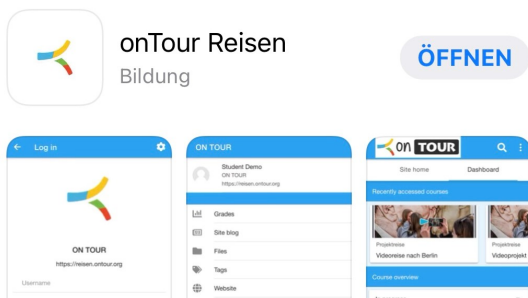 onTour Reisen
Bildung
ÖFFNEN
Log in
ON TOUR
https://reisen.ontour.org
Username
ON TOUR
Student Demo
ON TOUR
https://reisen.ontour.org
Grades
Site blog
Files
Tags
Website
on TOUR
Site home
Dashboard
Recently accessed courses
Projektreise
Videoreise nach Berlin
Projektreise
Videoprojekt
Course overview